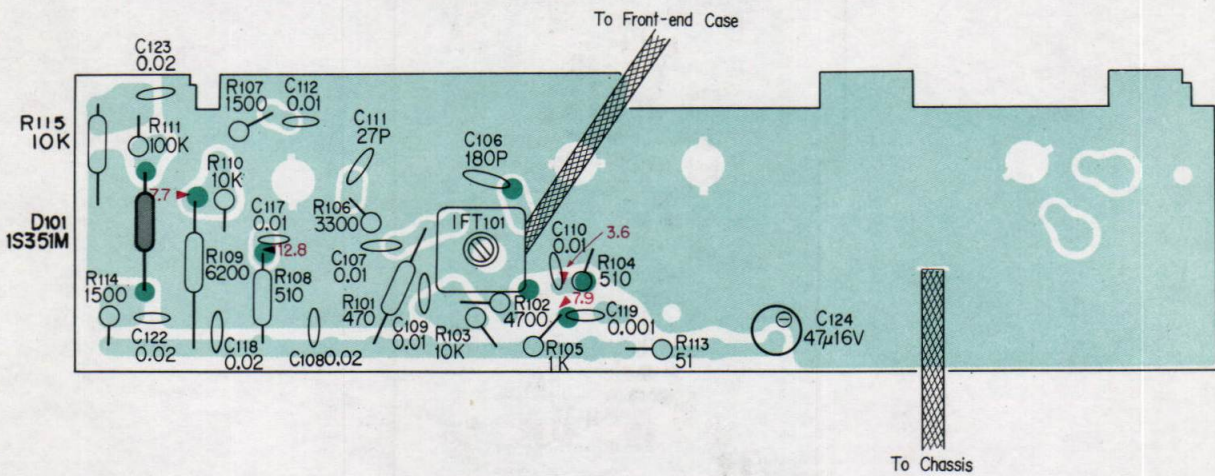 To Front-end Case
C123
0.02
R107
1500
C112
0.01
C111
27P
C106
180P
R115
10K
R111
100K
R110
10K
7.7
C117
0.01
R106
3300
IFT101
C110
0.01
3.6
D101
1S351M
12.8
R109
6200
R108
510
C107
0.01
R104
510
R114
1500
R101
470
R102
4700
7.9
C119
0.001
C109
0.01
R103
10K
C124
47µ16V
C122
0.02
C118
0.02
C108 0.02
R105
1K
R113
51
To Chassis